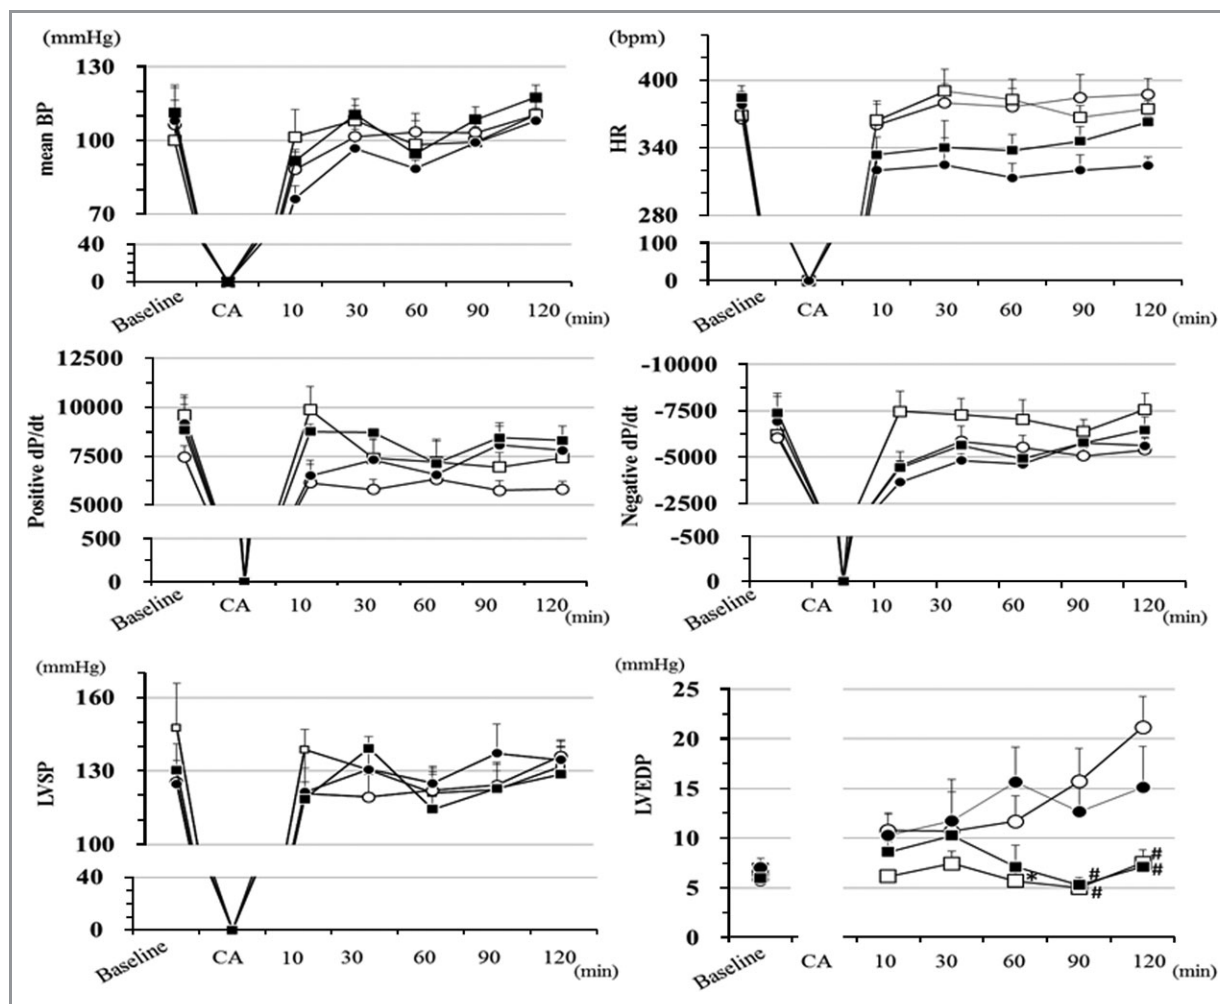 (mmHg)
mean BP
130
100
70
40
0
Baseline CA 10 30 60 90 120 (min)
(bpm)
HR
400
340
280
100
0
Baseline CA 10 30 60 90 120 (min)
Positive dP/dt
12500
10000
7500
5000
500
0
Baseline CA 10 30 60 90 120 (min)
Negative dP/dt
-10000
-7500
-5000
-2500
-500
0
Baseline CA 10 30 60 90 120 (min)
(mmHg)
LVSP
160
130
100
40
0
Baseline CA 10 30 60 90 120 (min)
(mmHg)
LVEDP
25
20
15
10
5
0
* # # # #
Baseline CA 10 30 60 90 120 (min)